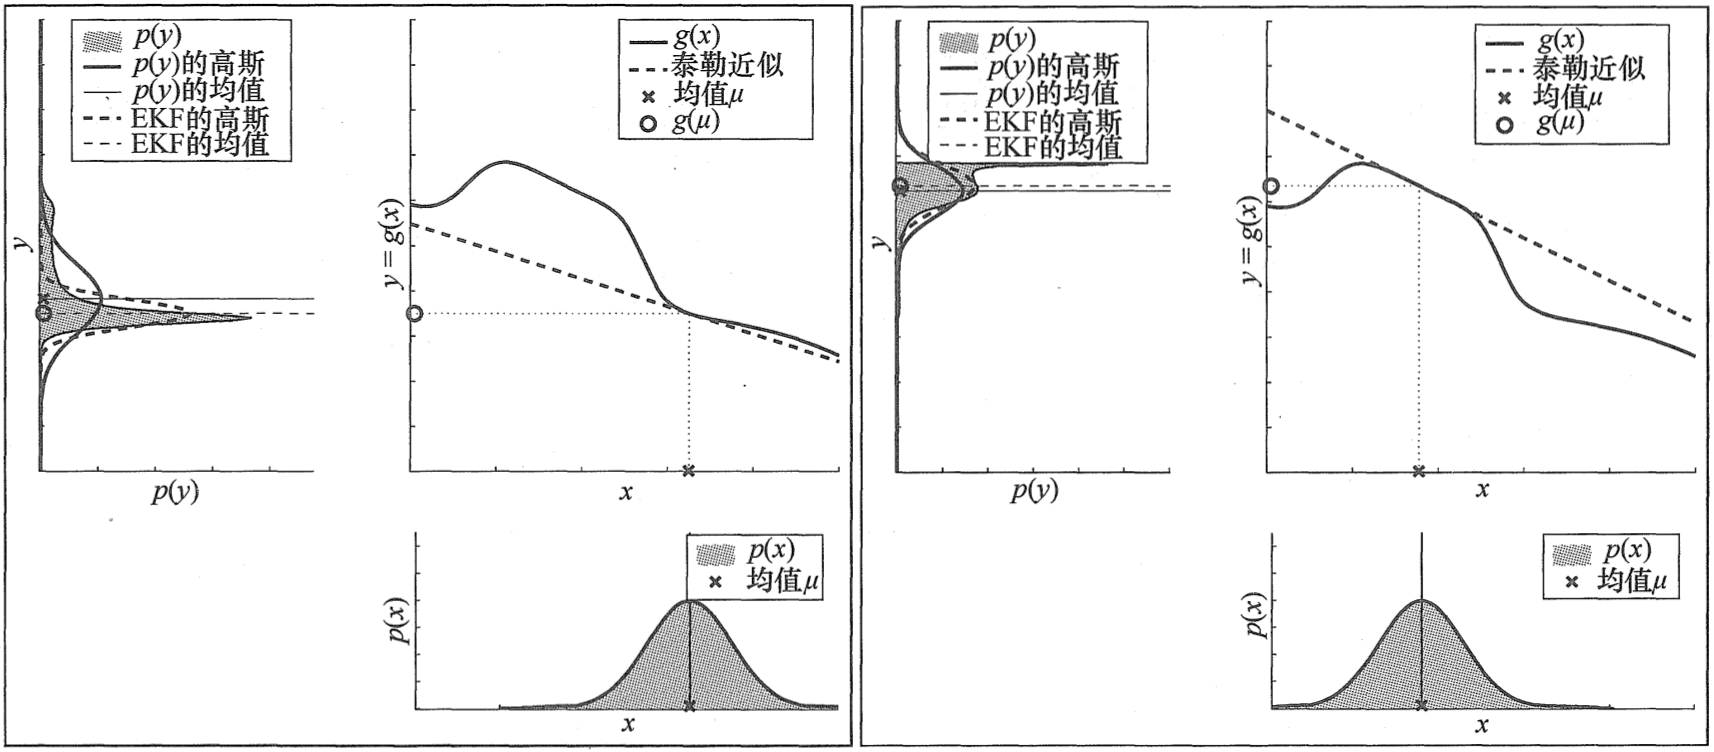 p(y)
p(y)的高斯
p(y)的均值
EKF的高斯
EKF的均值
y
p(y)
g(x)
泰勒近似
均值μ
g(μ)
y = g(x)
x
p(x)
均值μ
p(x)
x
p(y)
p(y)的高斯
p(y)的均值
EKF的高斯
EKF的均值
y
p(y)
g(x)
泰勒近似
均值μ
g(μ)
y = g(x)
x
p(x)
均值μ
p(x)
x